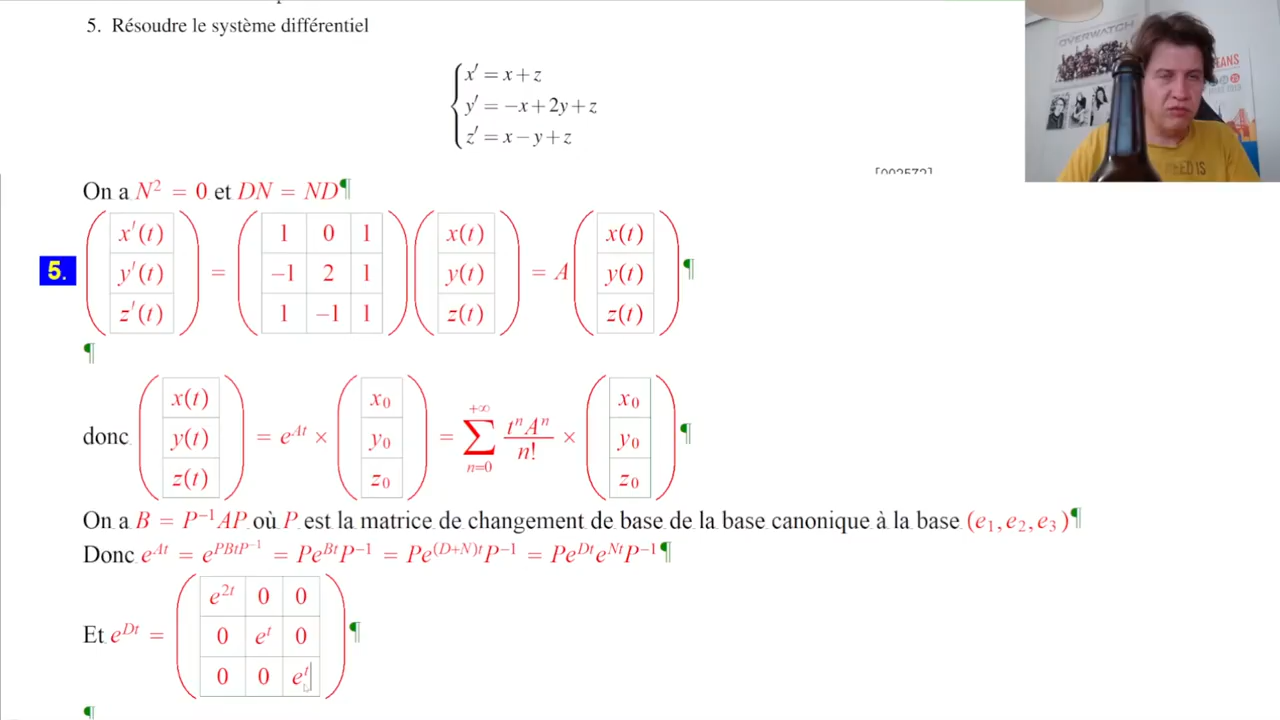 5. Résoudre le système différentiel
x′ = x + z
y′ = −x + 2y + z
z′ = x − y + z
OVERWATCH
On a N² = 0 et DN = ND¶
5. ( x′(t) y′(t) z′(t) ) = ( 1 0 1 −1 2 1 1 −1 1 ) ( x(t) y(t) z(t) ) = A ( x(t) y(t) z(t) ) ¶
¶
donc ( x(t) y(t) z(t) ) = e^{At} × ( x₀ y₀ z₀ ) = ∑_{n=0}^{+∞} tⁿAⁿ/n! × ( x₀ y₀ z₀ ) ¶
On a B = P⁻¹AP où P est la matrice de changement de base de la base canonique à la base (e₁, e₂, e₃)¶
Donc e^{At} = e^{PBtP⁻¹} = Pe^{Bt}P⁻¹ = Pe^{(D+N)t}P⁻¹ = Pe^{Dt}e^{Nt}P⁻¹¶
Et e^{Dt} = ( e^{2t} 0 0 0 e^t 0 0 0 e^t ) ¶
¶